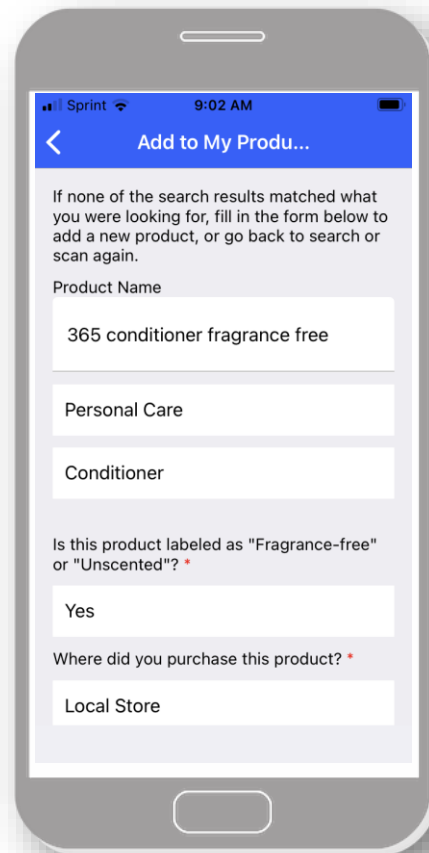 Sprint 9:02 AM
Add to My Produ...
If none of the search results matched what
you were looking for, fill in the form below to
add a new product, or go back to search or
scan again.
Product Name
365 conditioner fragrance free
Personal Care
Conditioner
Is this product labeled as "Fragrance-free"
or "Unscented"? *
Yes
Where did you purchase this product? *
Local Store